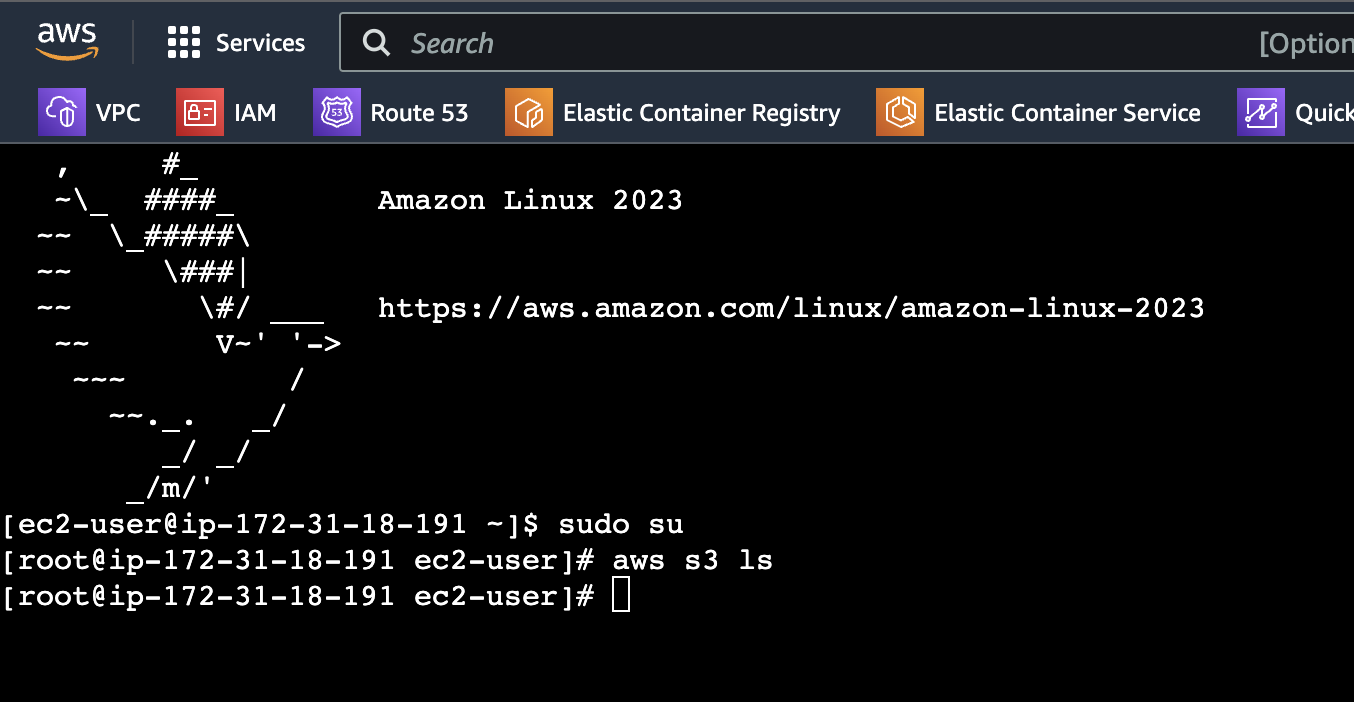 aws Services Search [Option
VPC IAM Route 53 Elastic Container Registry Elastic Container Service Quick
   ,     #_
   ~\_  ####_        Amazon Linux 2023
  ~~  \_#####\
  ~~     \###|
  ~~       \#/ ___   https://aws.amazon.com/linux/amazon-linux-2023
   ~~       V~' '->
    ~~~         /
      ~~._.   _/
         _/ _/
       _/m/'
[ec2-user@ip-172-31-18-191 ~]$ sudo su
[root@ip-172-31-18-191 ec2-user]# aws s3 ls
[root@ip-172-31-18-191 ec2-user]#